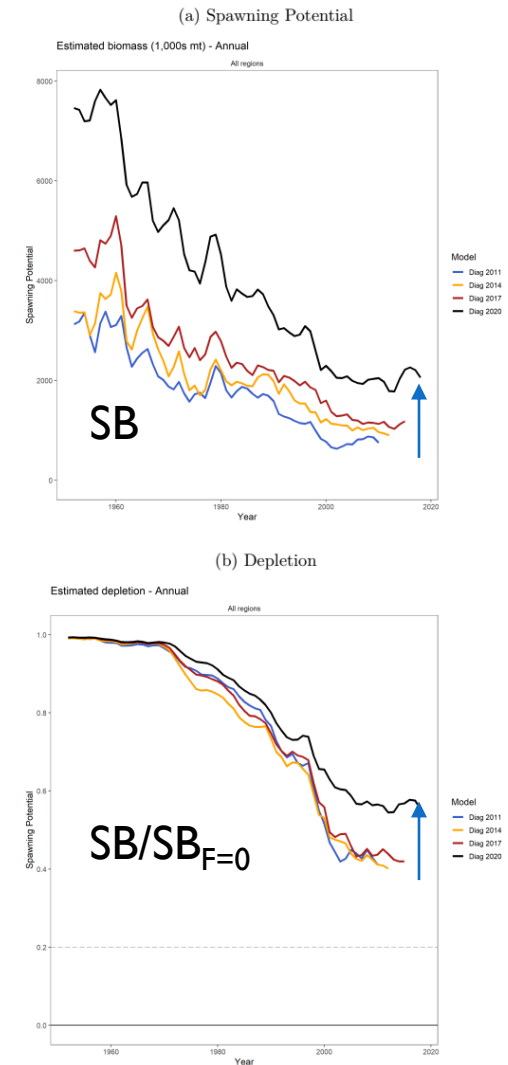 (a) Spawning Potential
Estimated biomass (1,000s mt) - Annual
All regions
8000
6000
4000
2000
0
Spawning Potential
SB
1960
1980
2000
2020
Year
Model
Diag 2011
Diag 2014
Diag 2017
Diag 2020
(b) Depletion
Estimated depletion - Annual
All regions
1.0
0.8
0.6
0.4
0.2
0.0
Spawning Potential
SB/SBF=0
1960
1980
2000
2020
Year
Model
Diag 2011
Diag 2014
Diag 2017
Diag 2020